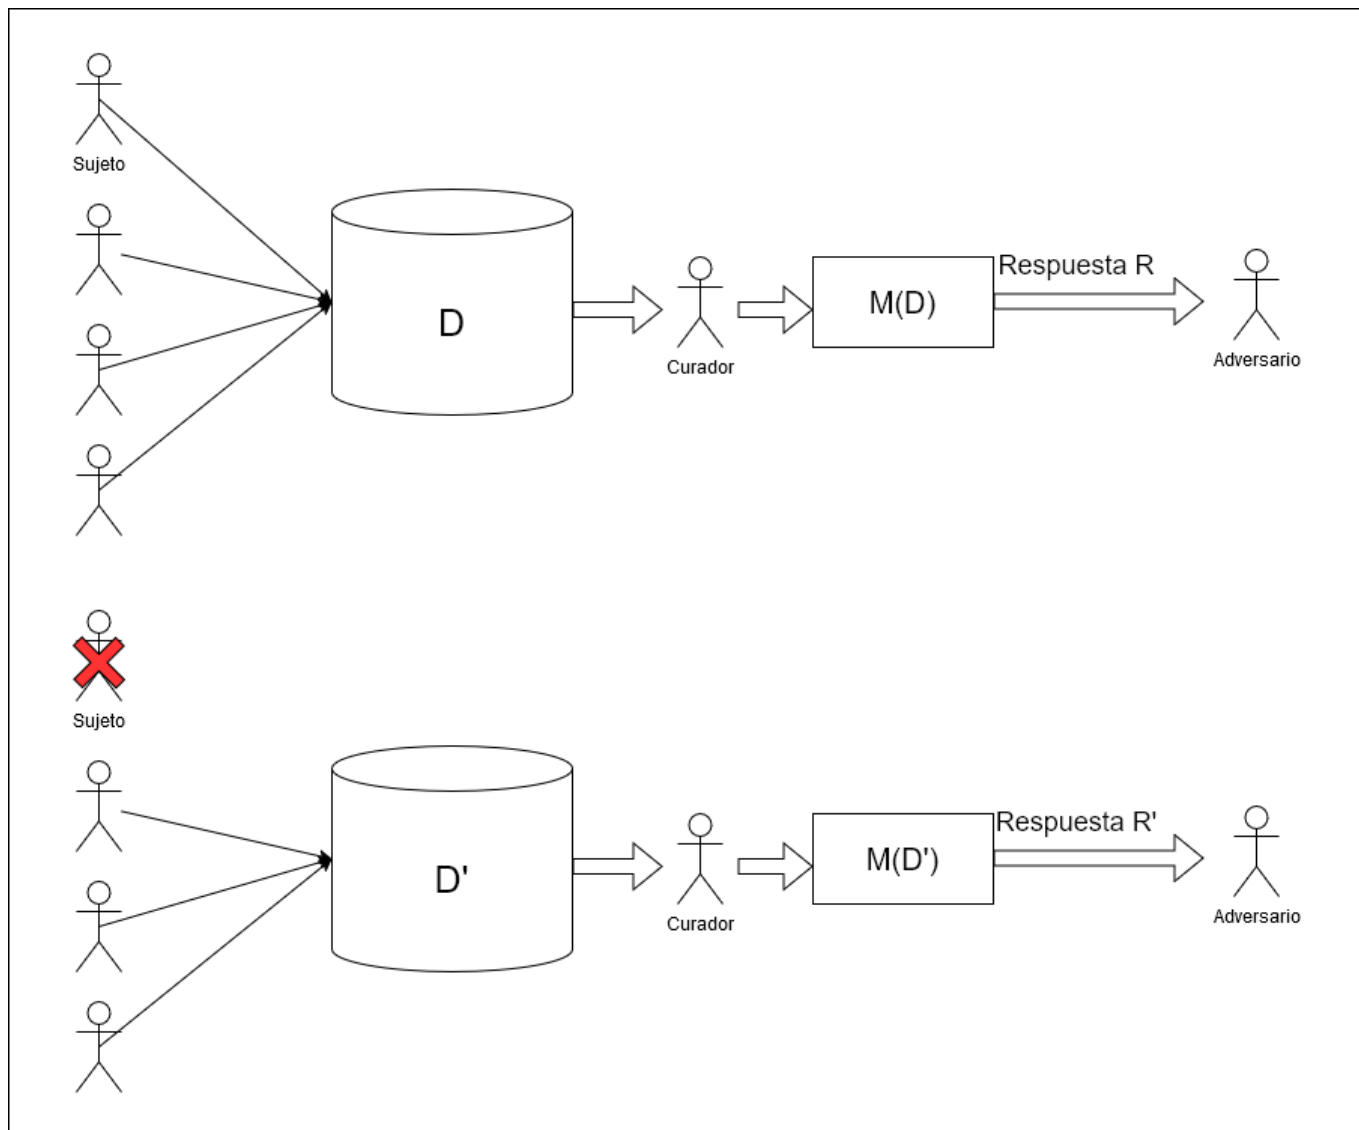 Sujeto
D
Curador
M(D)
Respuesta R
Adversario
Sujeto
D'
Curador
M(D')
Respuesta R'
Adversario